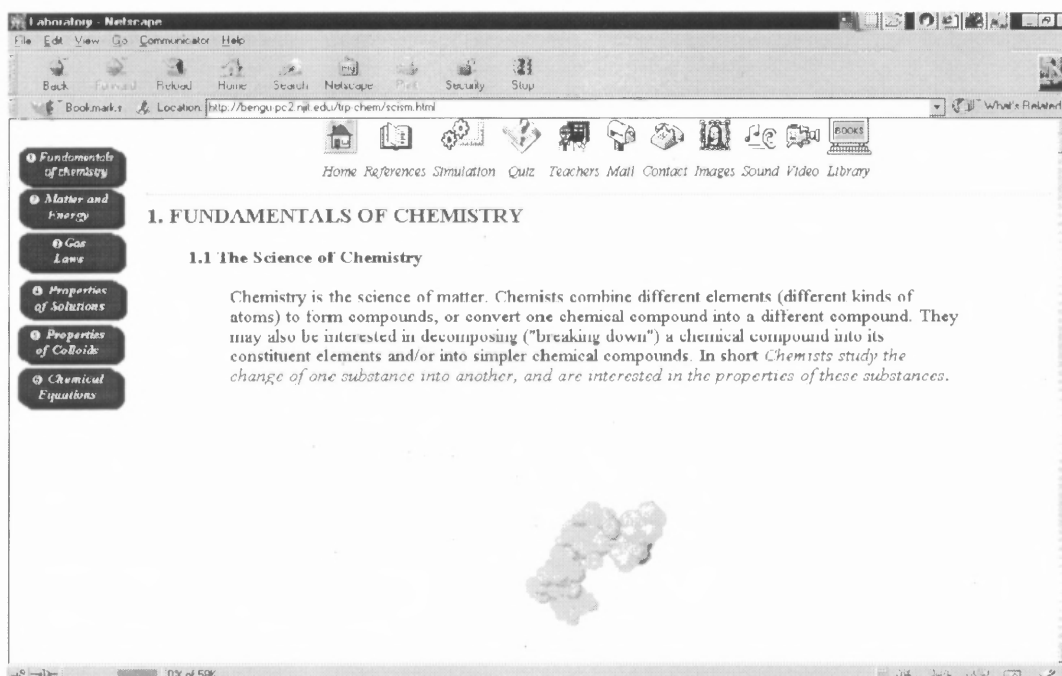 Laboratory - Netscape
File Edit View Go Communicator Help
Back Forward Reload Home Search Netscape Print Security Stop
Bookmarks Location: http://bengu-pc2.njit.edu/trp-chem/scism.html What's Related
Home References Simulation Quiz Teachers Mail Contact Images Sound Video Library
BOOKS
1 Fundamentals
of chemistry
2 Matter and
Energy
3 Gas
Laws
4 Properties
of Solutions
5 Properties
of Colloids
6 Chemical
Equations
1. FUNDAMENTALS OF CHEMISTRY
1.1 The Science of Chemistry
Chemistry is the science of matter. Chemists combine different elements (different kinds of
atoms) to form compounds, or convert one chemical compound into a different compound. They
may also be interested in decomposing ("breaking down") a chemical compound into its
constituent elements and/or into simpler chemical compounds. In short Chemists study the
change of one substance into another, and are interested in the properties of these substances.
0% of 59K